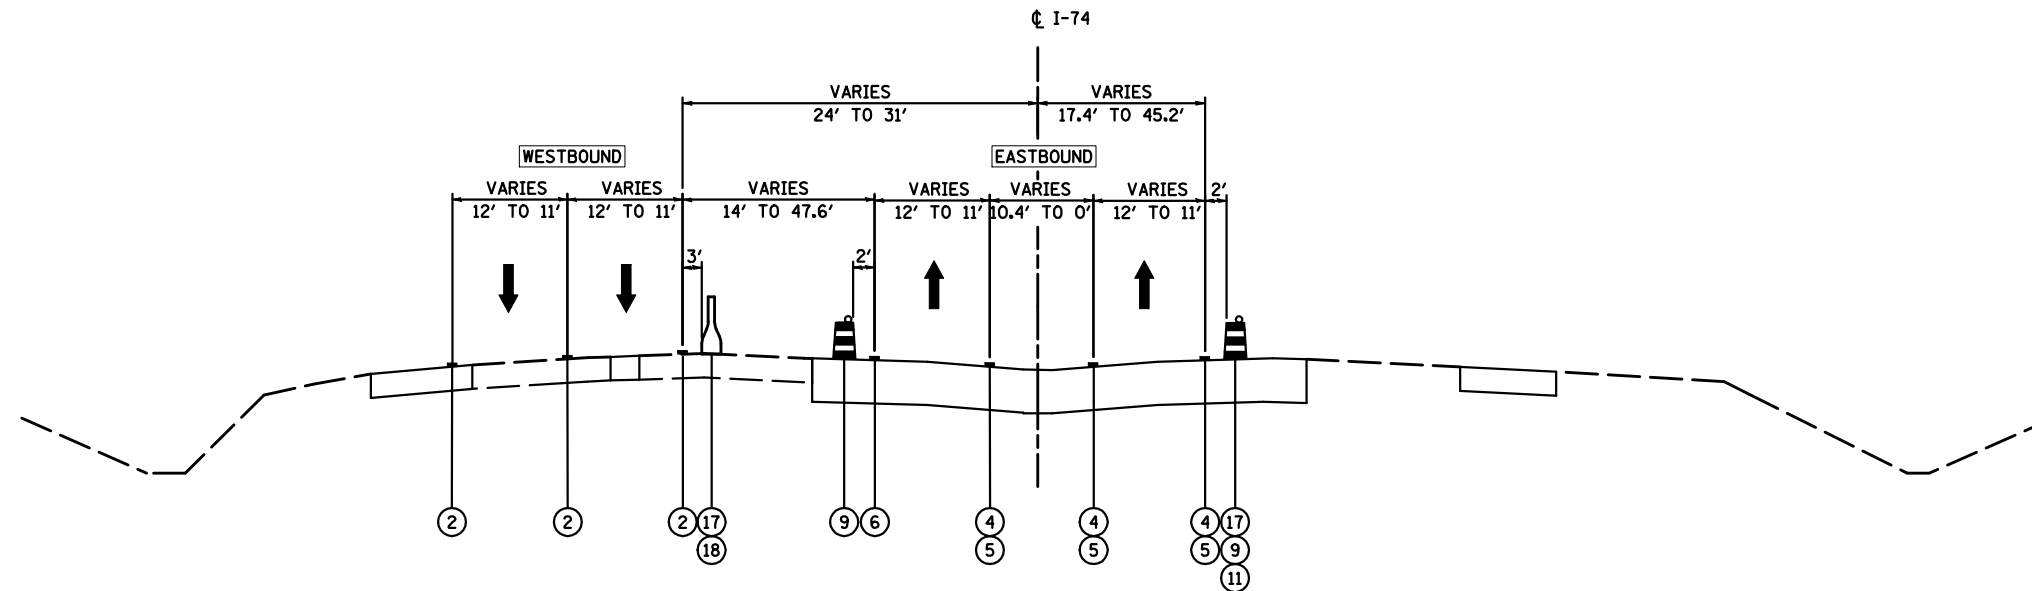 ℄ I-74
VARIES VARIES
24' TO 31' 17.4' TO 45.2'
WESTBOUND EASTBOUND
VARIES VARIES VARIES VARIES VARIES VARIES 2'
12' TO 11' 12' TO 11' 14' TO 47.6' 12' TO 11' 10.4' TO 0' 12' TO 11'
3' 2'
2 2 2 17 9 6 4 4 4 17
18 5 5 5 9
11